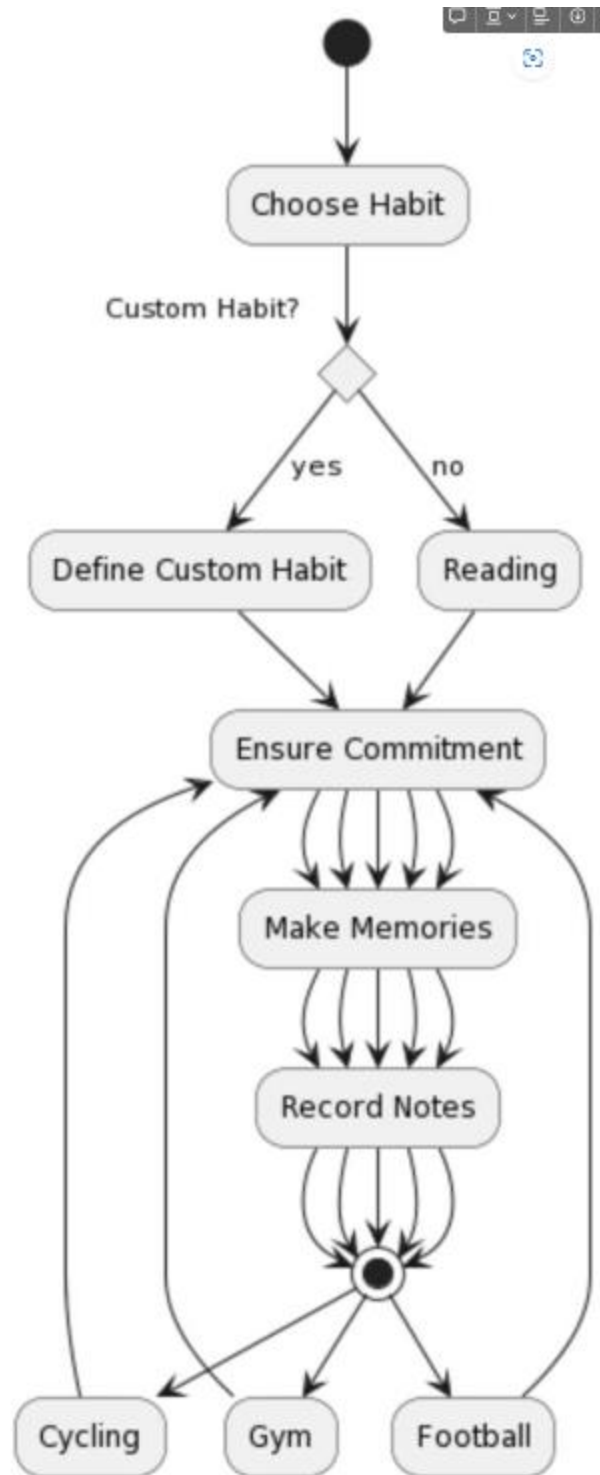 Choose Habit
Custom Habit?
yes
no
Define Custom Habit
Reading
Ensure Commitment
Make Memories
Record Notes
Cycling
Gym
Football